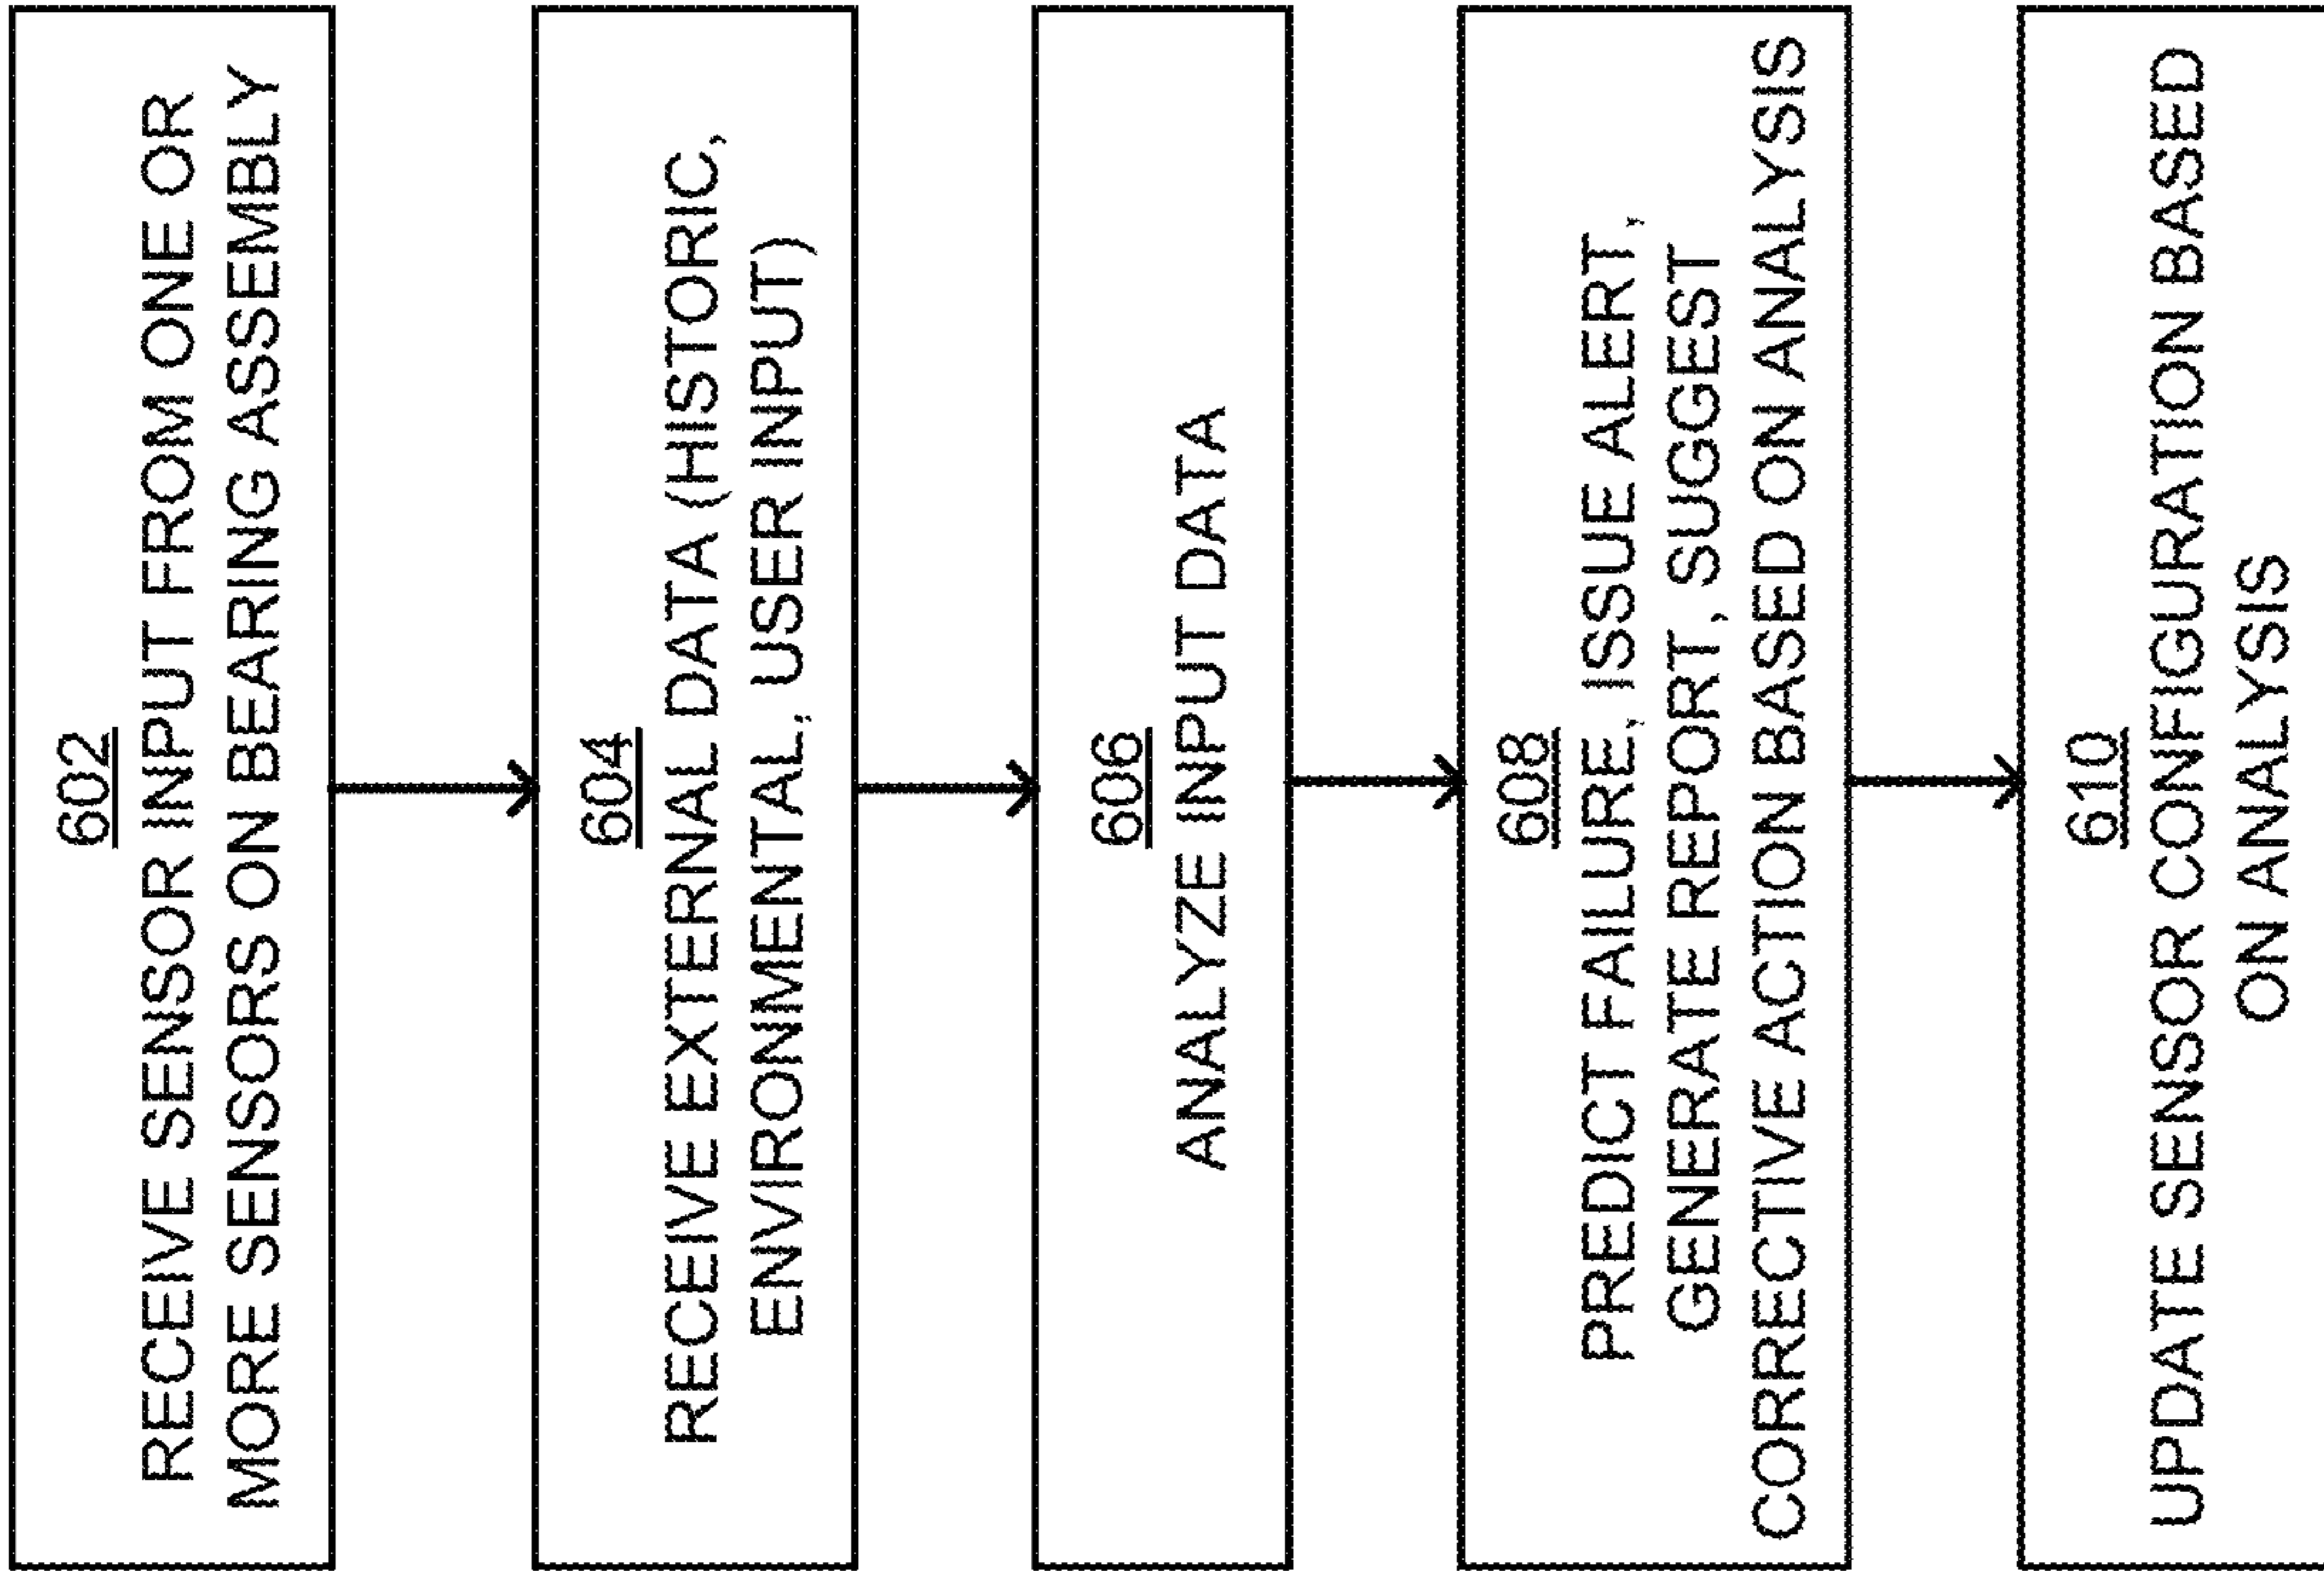 602
RECEIVE SENSOR INPUT FROM ONE OR
MORE SENSORS ON BEARING ASSEMBLY
604
RECEIVE EXTERNAL DATA (HISTORIC,
ENVIRONMENTAL, USER INPUT)
606
ANALYZE INPUT DATA
608
PREDICT FAILURE, ISSUE ALERT,
GENERATE REPORT, SUGGEST
CORRECTIVE ACTION BASED ON ANALYSIS
610
UPDATE SENSOR CONFIGURATION BASED
ON ANALYSIS